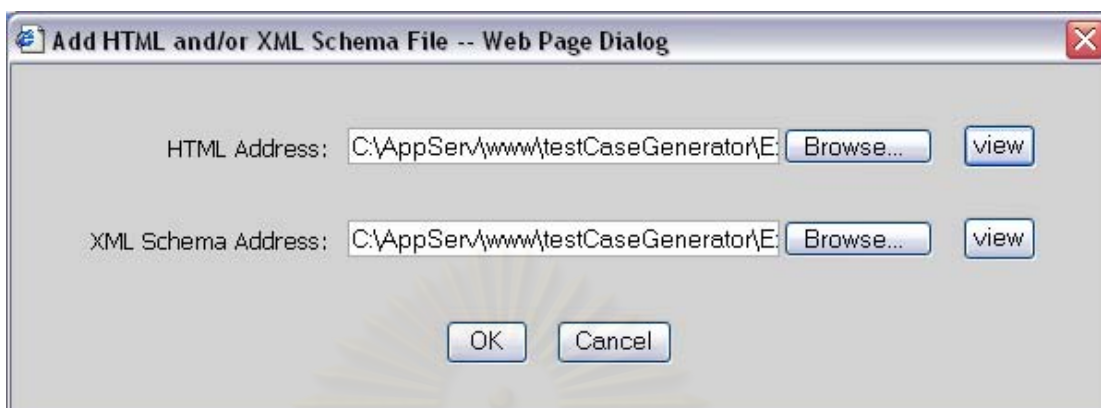 Add HTML and/or XML Schema File -- Web Page Dialog
HTML Address: C:\AppServ\www\testCaseGenerator\E Browse... view
XML Schema Address: C:\AppServ\www\testCaseGenerator\E Browse... view
OK Cancel